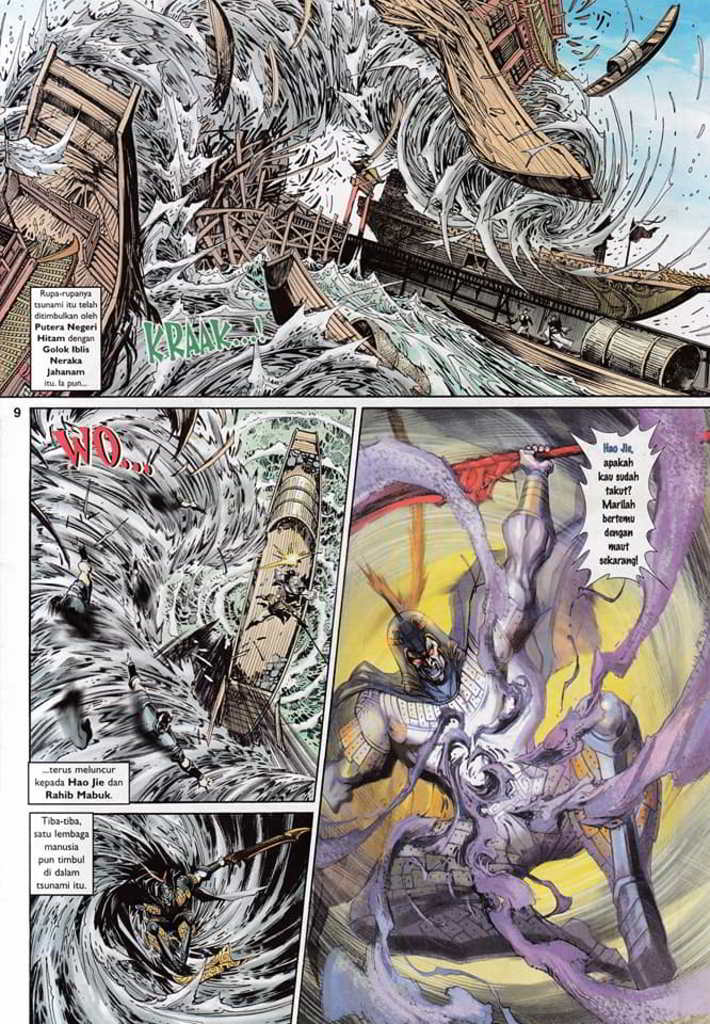 Rupa-rupanya
tsunami itu telah
ditimbulkan oleh
Putera Negeri
Hitam dengan
Golok Iblis
Neraka
Jahanam
itu. Ia pun...
KRAAK...!
9
WO...
Hao Jie,
apakah
kau sudah
takut?
Marilah
bertemu
dengan
maut
sekarang!
...terus meluncur
kepada Hao Jie dan
Rahib Mabuk.
Tiba-tiba,
satu lembaga
manusia
pun timbul
di dalam
tsunami itu.